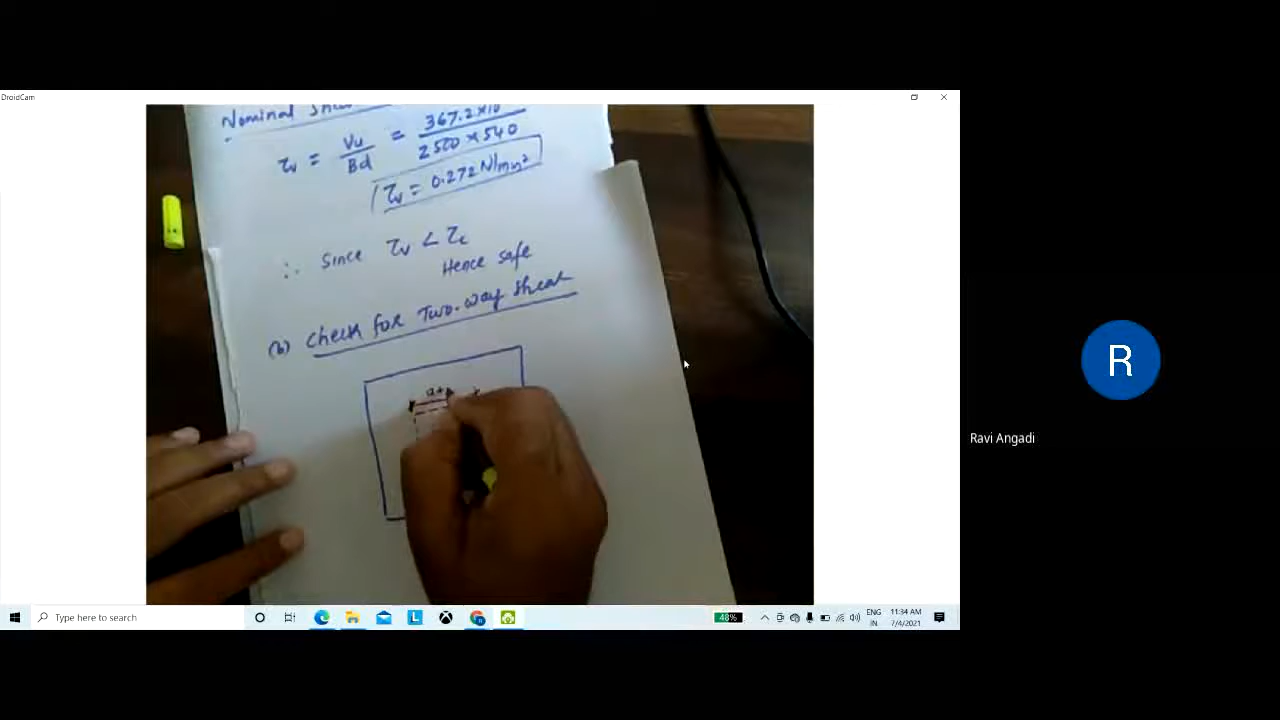 DroidCam
Nominal
τv = Vu / Bd = 367.2×10 / 2500 × 540
τv = 0.272 N/mm²
∴ Since τv < τc
Hence safe
(b) Check for Two-way Shear
a+
R
Ravi Angadi
Type here to search
48%
ENG
IN
11:34 AM
7/4/2021